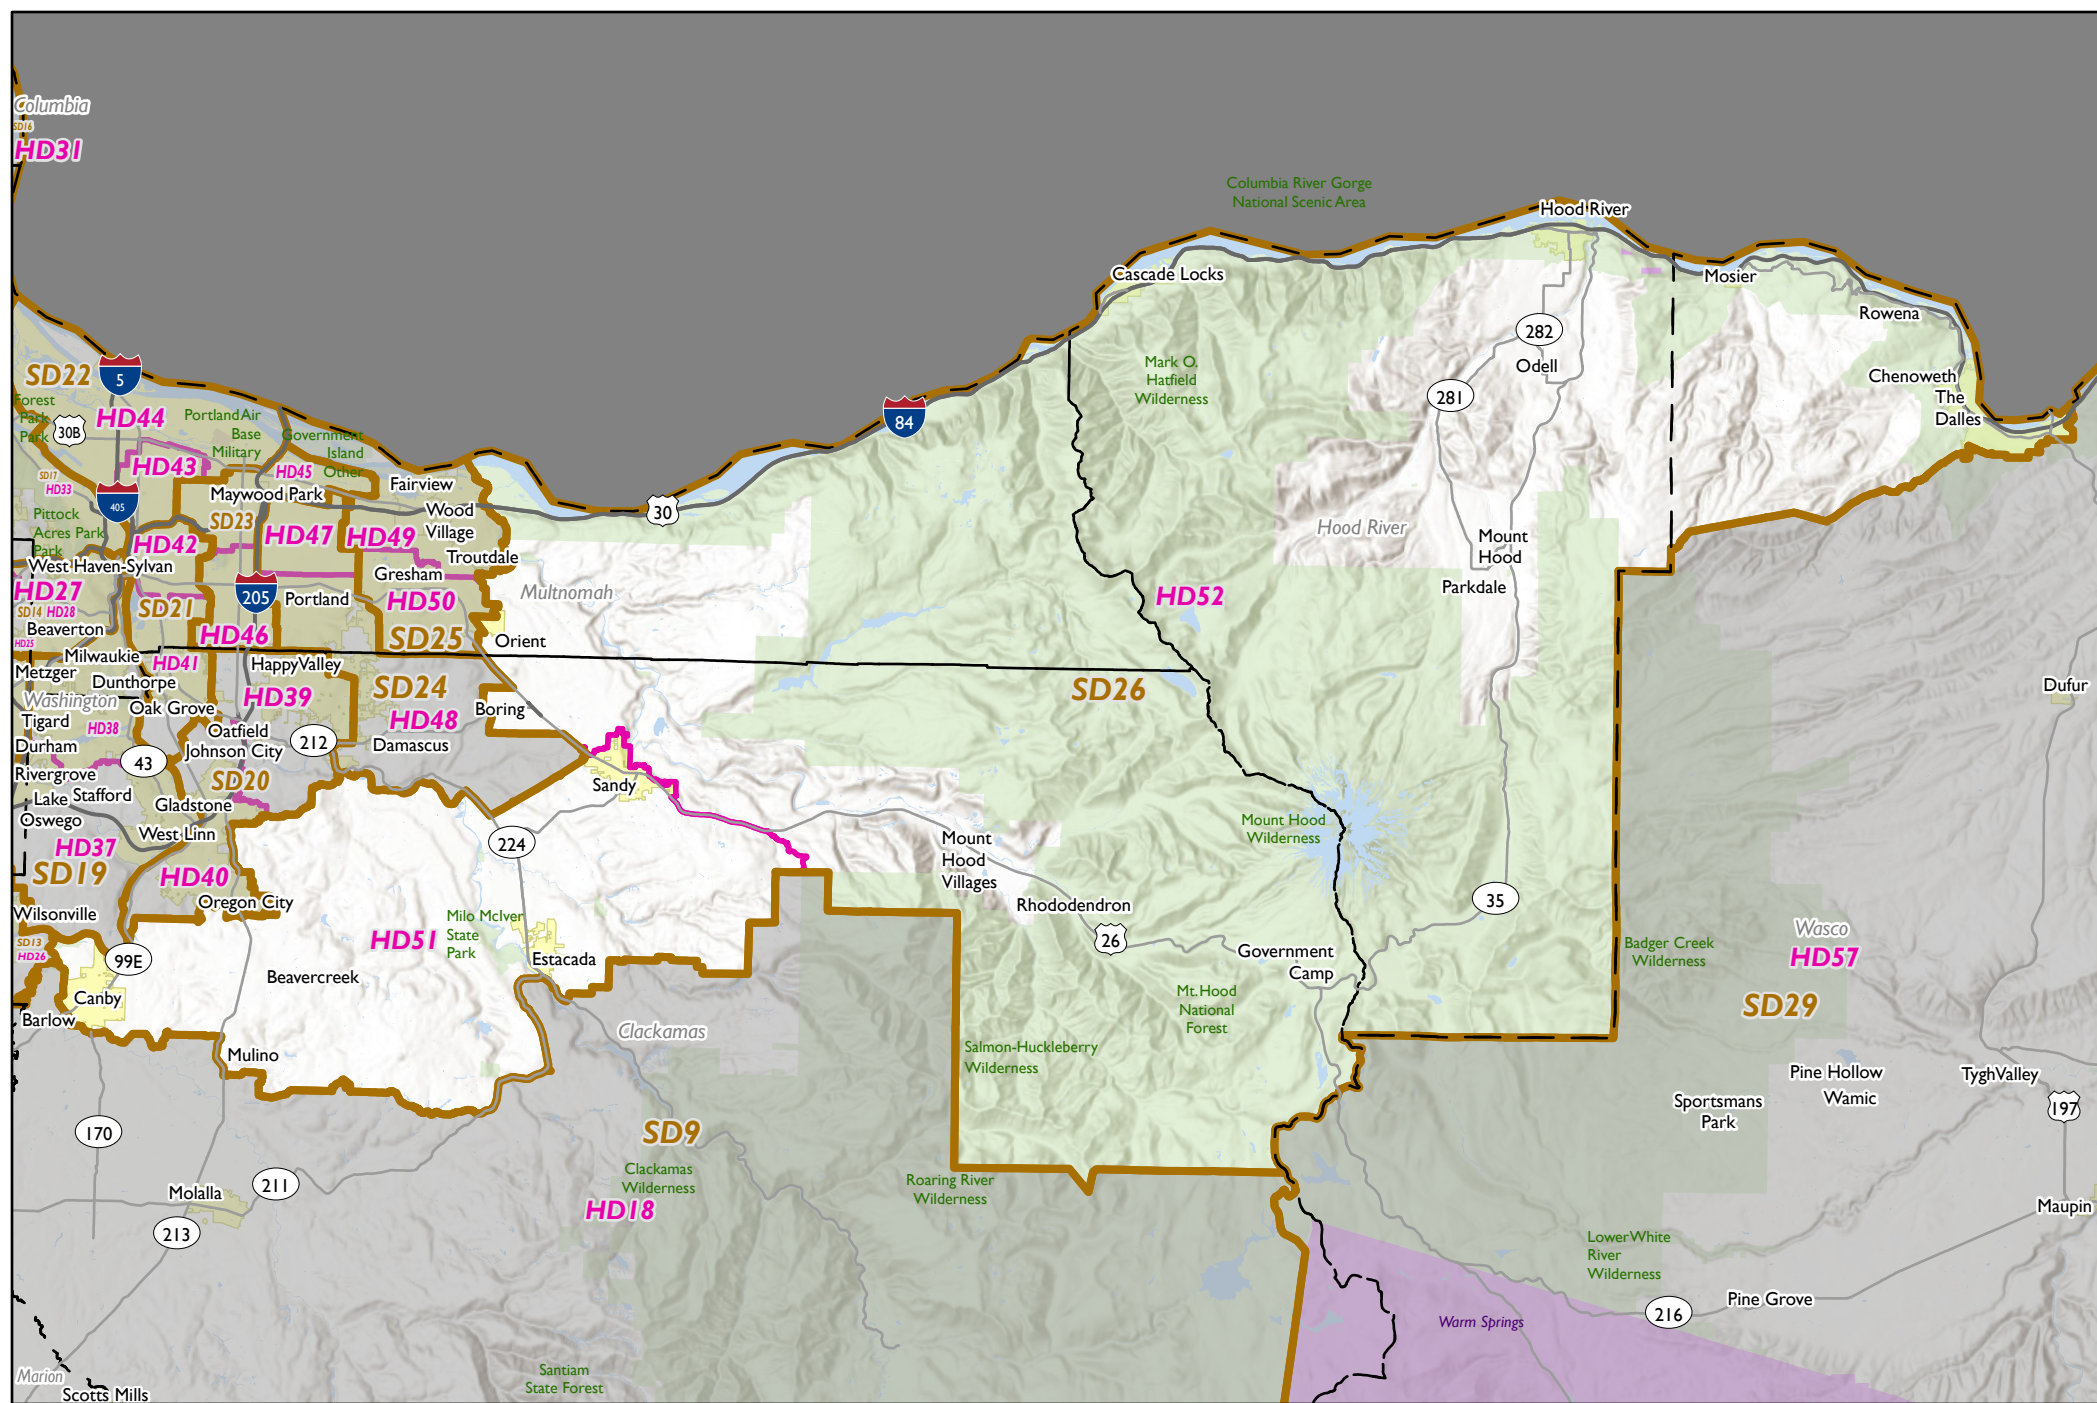 Columbia
SD16
HD31
Columbia River Gorge
National Scenic Area
Hood River
Cascade Locks
Mosier
Rowena
282
Odell
281
Mark O.
Hatfield
Wilderness
Chenoweth
The
Dalles
SD22
5
Forest
Park
Park
30B
HD44
Portland Air
Base
Military
Government
Island
Other
84
HD43
HD45
SD17
HD33
405
Maywood Park
Fairview
Pittock
Acres Park
Park
SD23
Wood
Village
30
HD42
HD47
HD49
Troutdale
West Haven-Sylvan
Gresham
Hood River
Mount
Hood
Parkdale
HD27
SD14
HD28
SD21
205
Portland
HD50
Multnomah
HD52
Beaverton
HD25
HD46
SD25
Orient
Metzger
Milwaukie
HD41
Happy Valley
Dunthorpe
Washington
Oak Grove
HD39
SD24
SD26
Dufur
Tigard
HD38
HD48
Boring
Durham
Oatfield
Johnson City
212
Damascus
43
Rivergrove
Lake
Oswego
Stafford
SD20
Gladstone
Sandy
West Linn
HD37
SD19
224
Mount
Hood
Villages
Mount Hood
Wilderness
HD40
Oregon City
Rhododendron
35
Wilsonville
SD13
HD26
99E
HD51
Milo McIver
State
Park
26
Government
Camp
Badger Creek
Wilderness
Wasco
HD57
Estacada
Beavercreek
Canby
Barlow
Mt. Hood
National
Forest
SD29
Clackamas
Mulino
Salmon-Huckleberry
Wilderness
Pine Hollow
Wamic
Tygh Valley
Sportsmans
Park
197
170
SD9
Clackamas
Wilderness
Roaring River
Wilderness
Molalla
211
HD18
213
Maupin
Lower White
River
Wilderness
Pine Grove
216
Warm Springs
Marion
Scotts Mills
Santiam
State Forest